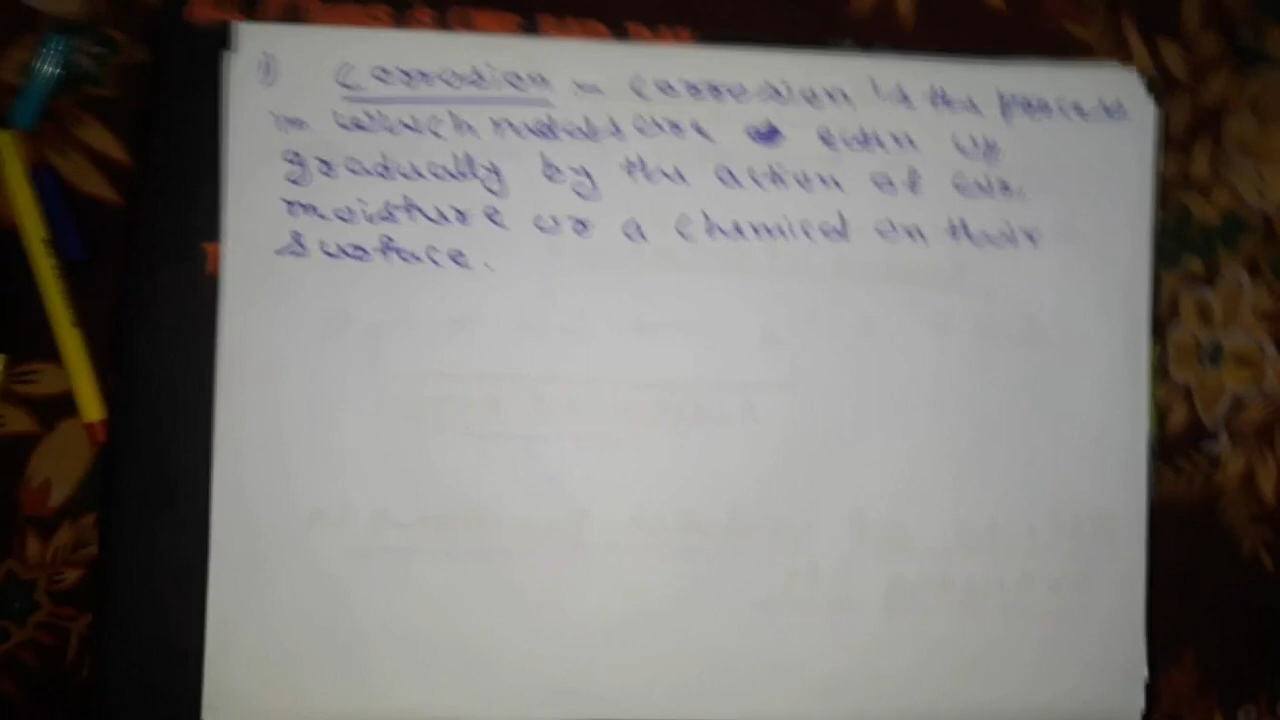 1) Corrosion - Corrosion is the process
in which metals are eaten up
gradually by the action of air
moisture or a chemical on their
surface.